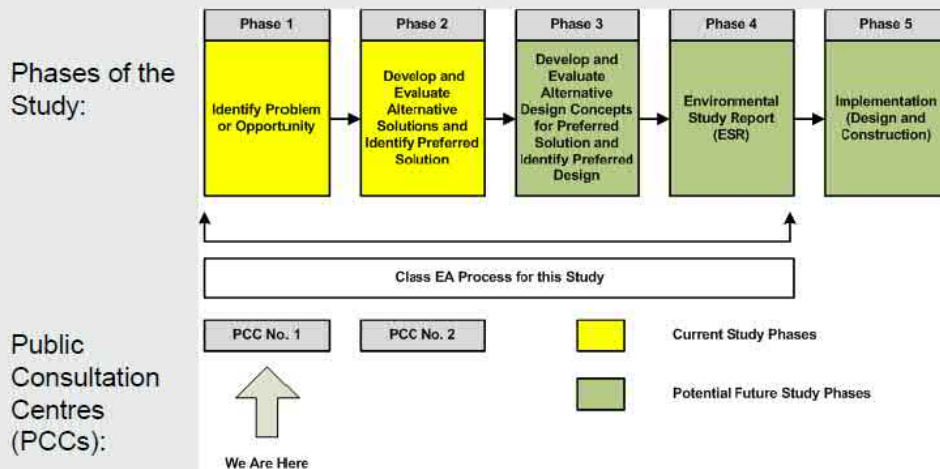 Phase 1
Phase 2
Phase 3
Phase 4
Phase 5
Phases of the
Study:
Identify Problem
or Opportunity
Develop and
Evaluate
Alternative
Solutions and
Identify Preferred
Solution
Develop and
Evaluate
Alternative
Design Concepts
for Preferred
Solution and
Identify Preferred
Design
Environmental
Study Report
(ESR)
Implementation
(Design and
Construction)
Class EA Process for this Study
Public
Consultation
Centres
(PCCs):
PCC No. 1
PCC No. 2
We Are Here
Current Study Phases
Potential Future Study Phases